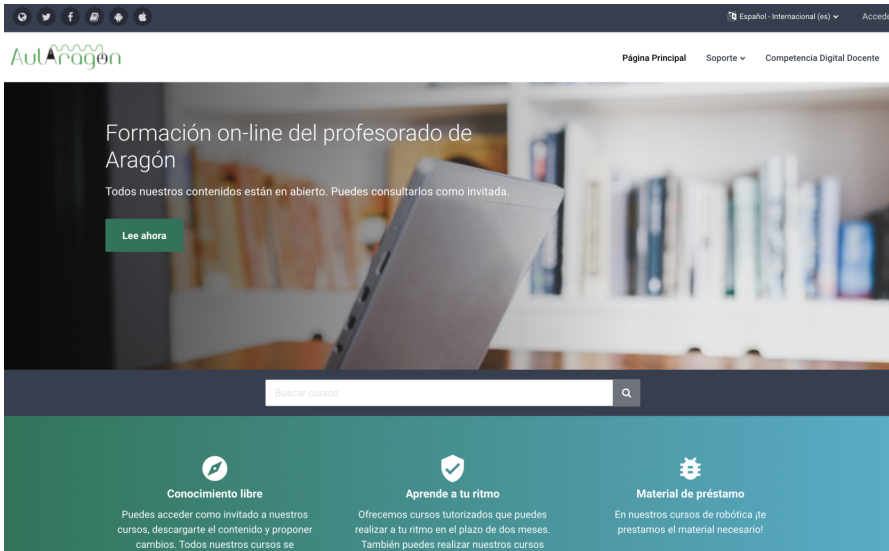 Español - Internacional (es)
Accede
AulAragón
Página Principal
Soporte
Competencia Digital Docente
Formación on-line del profesorado de
Aragón
Todos nuestros contenidos están en abierto. Puedes consultarlos como invitada.
Lee ahora
Buscar cursos
Conocimiento libre
Puedes acceder como invitado a nuestros
cursos, descargarte el contenido y proponer
cambios. Todos nuestros cursos se
Aprende a tu ritmo
Ofrecemos cursos tutorizados que puedes
realizar a tu ritmo en el plazo de dos meses.
También puedes realizar nuestros cursos
Material de préstamo
En nuestros cursos de robótica ¡te
prestamos el material necesario!